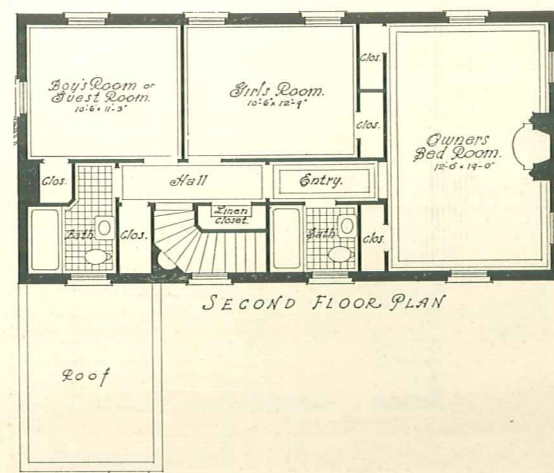 Boy's Room or
Guest Room.
10'-6" x 11'-3"
Girl's Room.
10'-6" x 12'-9"
Clos.
Clos.
Owners
Bed Room.
12'-6" x 19'-0"
Clos.
Hall
Entry.
Linen
Closet.
Bath
Clos.
Bath
Clos.
SECOND FLOOR PLAN
Roof